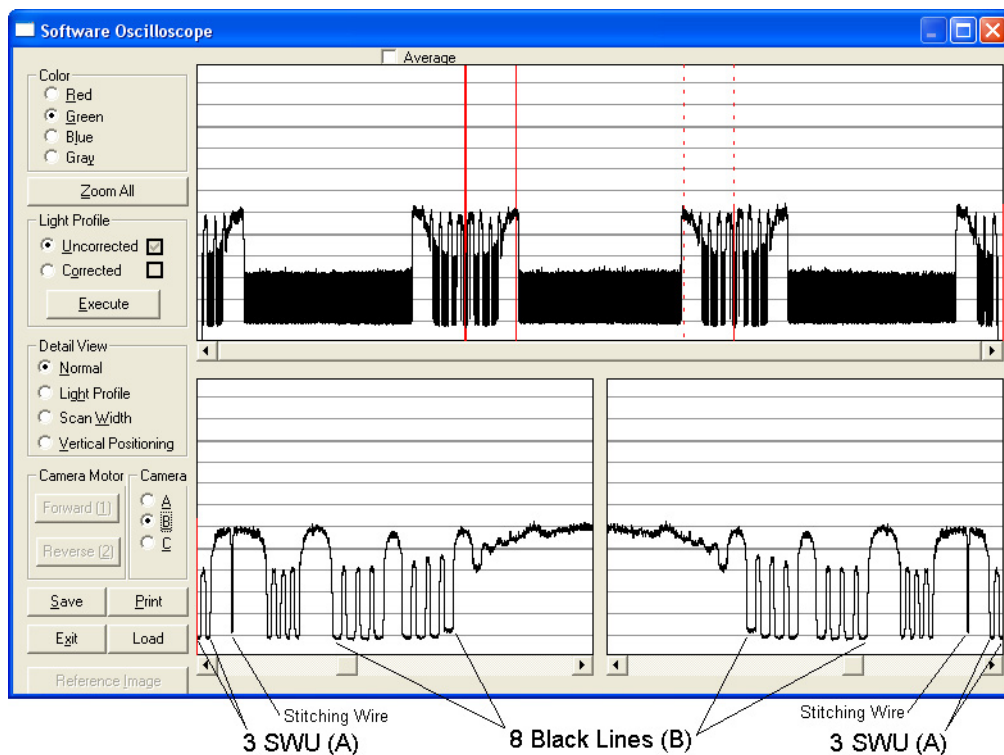 Software Oscilloscope
Average
Color
Red
Green
Blue
Gray
Zoom All
Light Profile
Uncorrected
Corrected
Execute
Detail View
Normal
Light Profile
Scan Width
Vertical Positioning
Camera Motor
Camera
Forward (1)
Reverse (2)
A
B
C
Save
Print
Exit
Load
Reference Image
Stitching Wire
3 SWU (A)
8 Black Lines (B)
Stitching Wire
3 SWU (A)